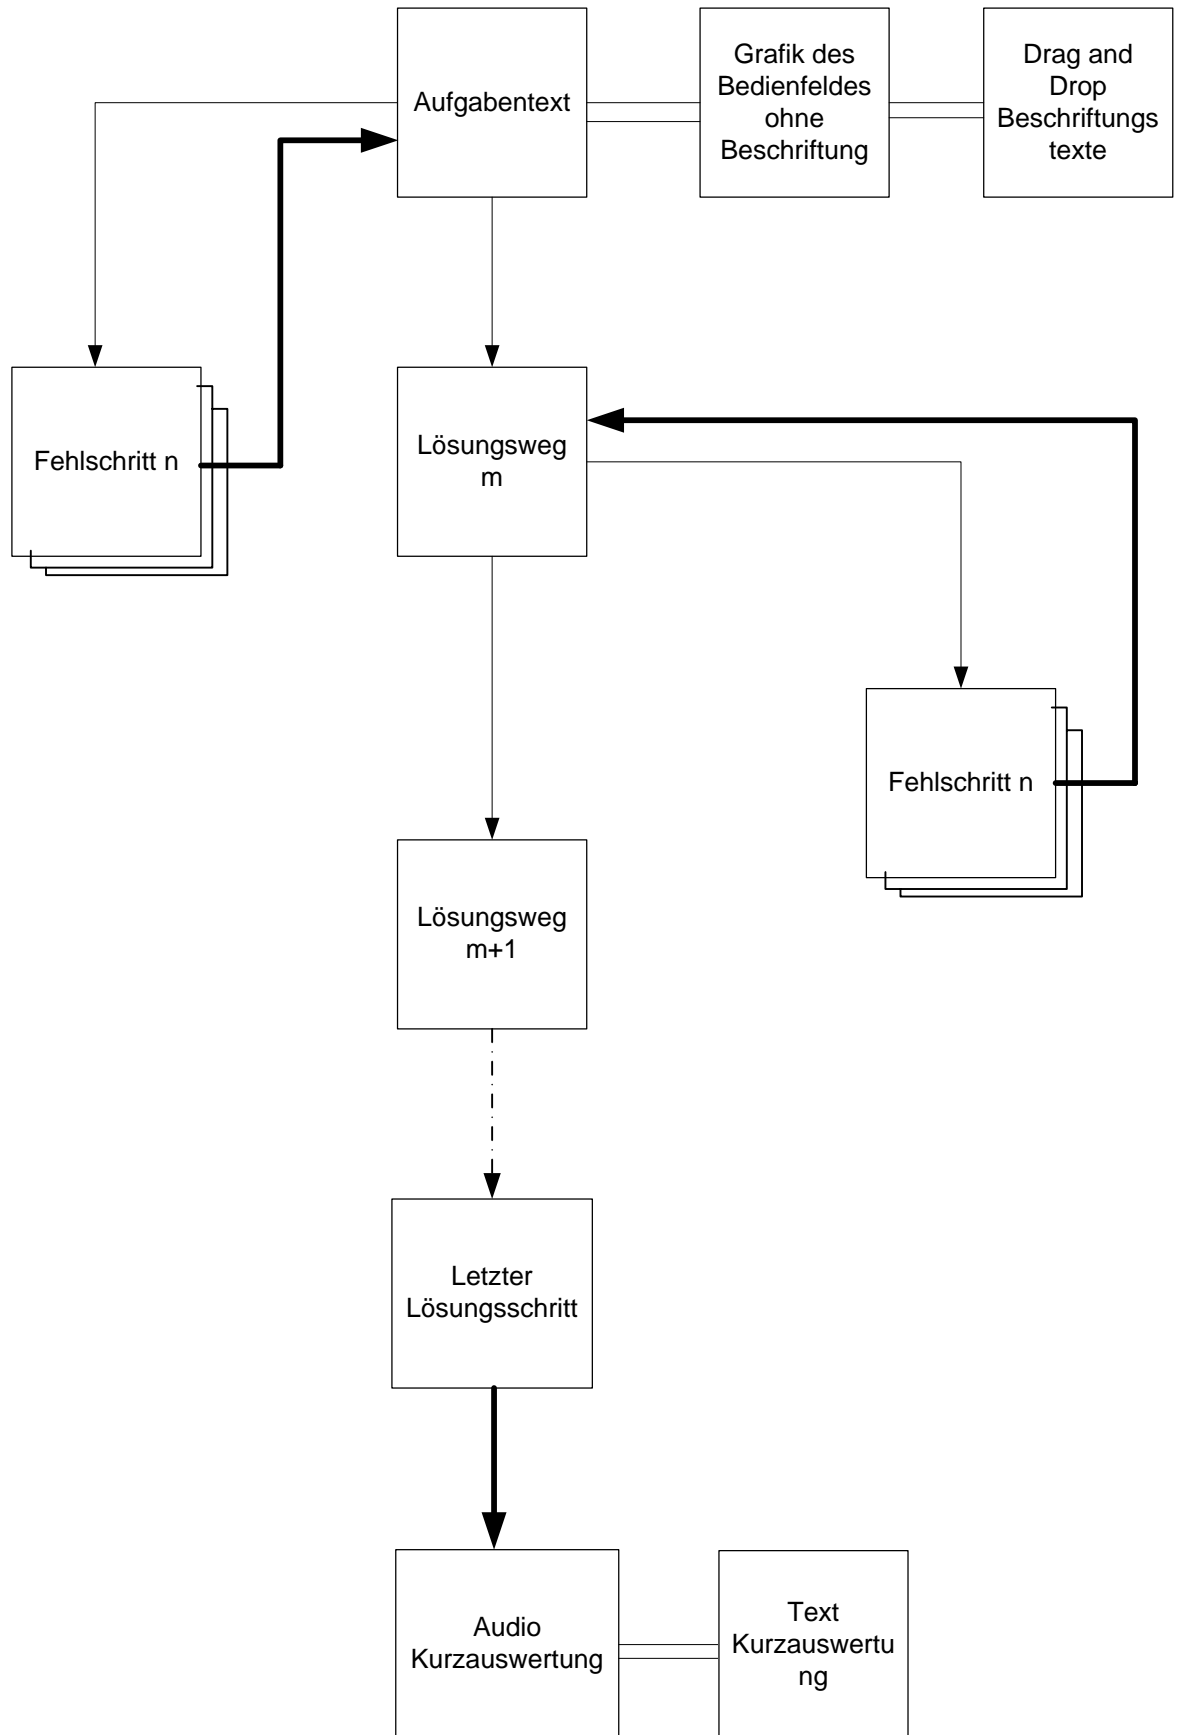 Aufgabentext
Grafik des
Bedienfeldes
ohne
Beschriftung
Drag and
Drop
Beschriftungs
texte
Fehlschritt n
Lösungsweg
m
Fehlschritt n
Lösungsweg
m+1
Letzter
Lösungsschritt
Audio
Kurzauswertung
Text
Kurzauswertu
ng